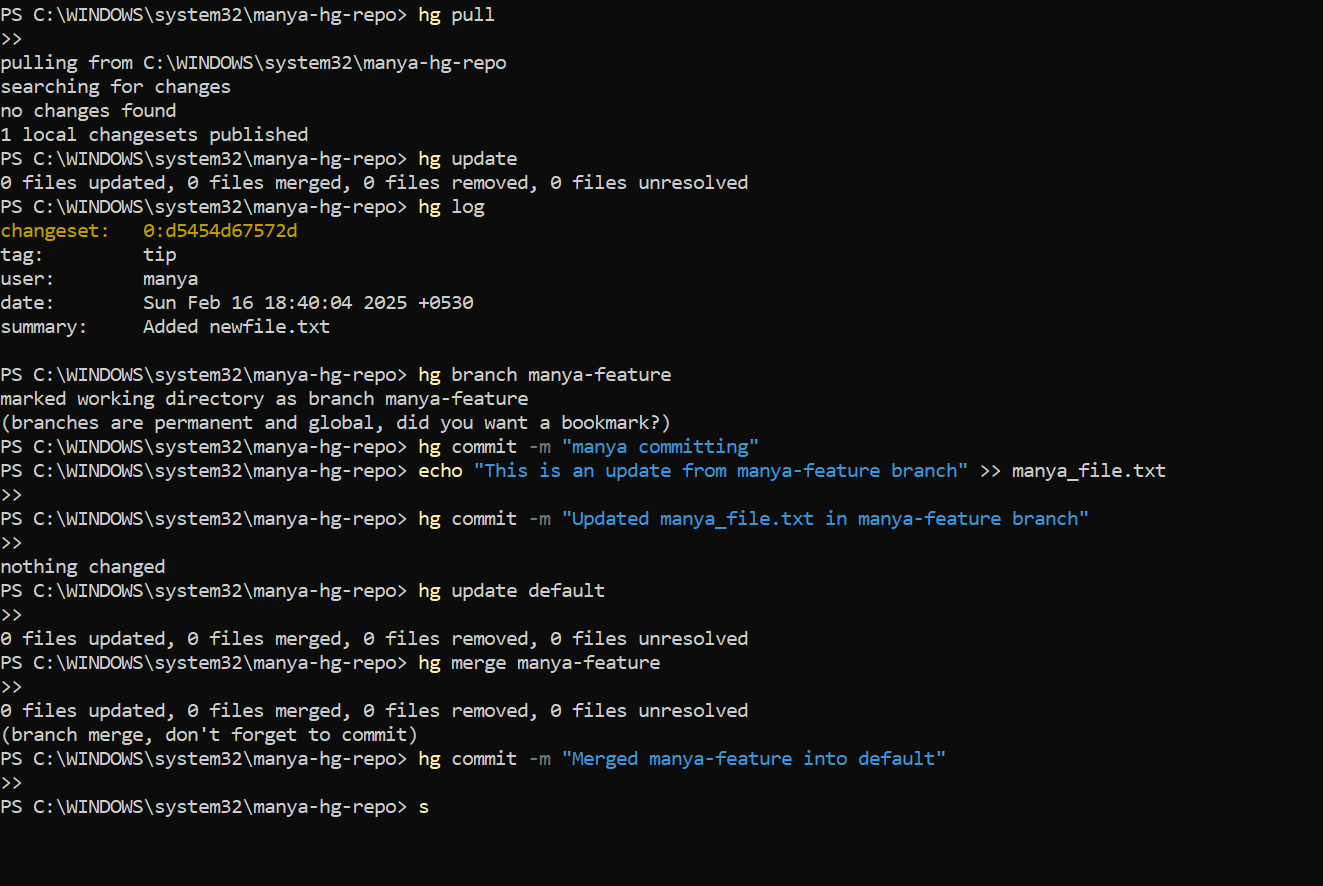 PS C:\WINDOWS\system32\manya-hg-repo> hg pull
>>
pulling from C:\WINDOWS\system32\manya-hg-repo
searching for changes
no changes found
1 local changesets published
PS C:\WINDOWS\system32\manya-hg-repo> hg update
0 files updated, 0 files merged, 0 files removed, 0 files unresolved
PS C:\WINDOWS\system32\manya-hg-repo> hg log
changeset:   0:d5454d67572d
tag:         tip
user:        manya
date:        Sun Feb 16 18:40:04 2025 +0530
summary:     Added newfile.txt

PS C:\WINDOWS\system32\manya-hg-repo> hg branch manya-feature
marked working directory as branch manya-feature
(branches are permanent and global, did you want a bookmark?)
PS C:\WINDOWS\system32\manya-hg-repo> hg commit -m "manya committing"
PS C:\WINDOWS\system32\manya-hg-repo> echo "This is an update from manya-feature branch" >> manya_file.txt
>>
PS C:\WINDOWS\system32\manya-hg-repo> hg commit -m "Updated manya_file.txt in manya-feature branch"
>>
nothing changed
PS C:\WINDOWS\system32\manya-hg-repo> hg update default
>>
0 files updated, 0 files merged, 0 files removed, 0 files unresolved
PS C:\WINDOWS\system32\manya-hg-repo> hg merge manya-feature
>>
0 files updated, 0 files merged, 0 files removed, 0 files unresolved
(branch merge, don't forget to commit)
PS C:\WINDOWS\system32\manya-hg-repo> hg commit -m "Merged manya-feature into default"
>>
PS C:\WINDOWS\system32\manya-hg-repo> s